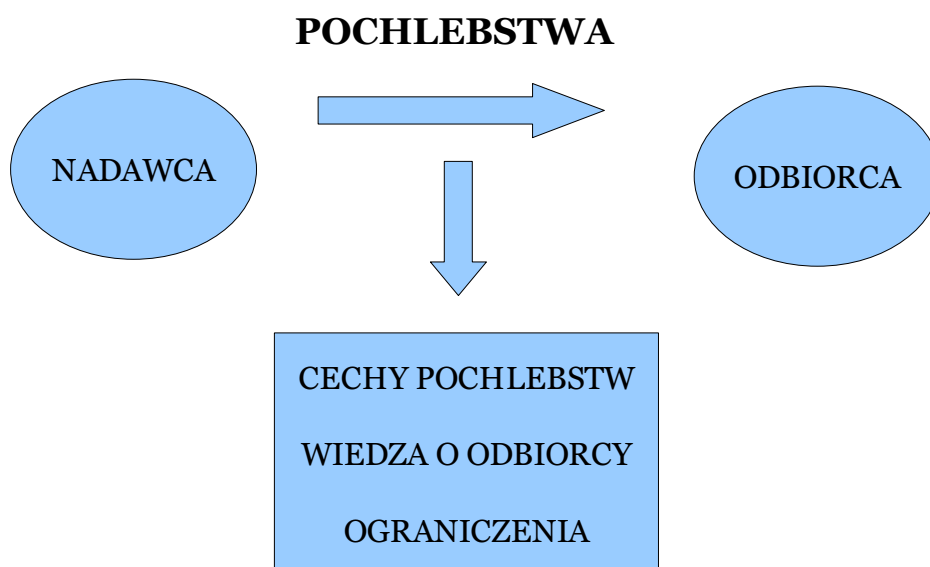 POCHLEBSTWA
NADAWCA
ODBIORCA
CECHY POCHLEBSTW
WIEDZA O ODBIORCY
OGRANICZENIA